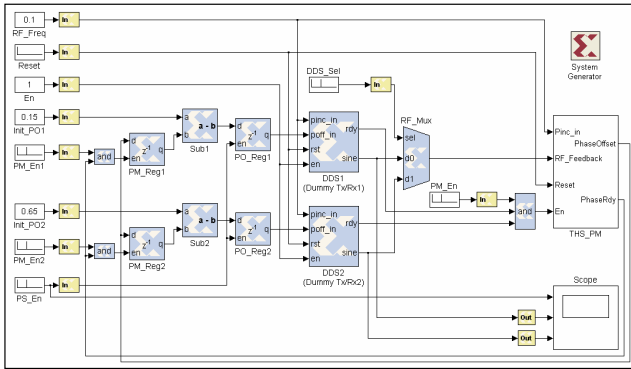 0.1
In
RF_Freq
Reset
In
1
In
En
0.15
In
Init_PO1
PM_En1
In
and
d
en
z-1
q
PM_Reg1
a
b
a - b
Sub1
d
en
z-1
q
PO_Reg1
pinc_in
poff_in
rst
en
rdy
sine
DDS1
(Dummy Tx/Rx1)
0.65
In
Init_PO2
PM_En2
In
and
d
en
z-1
q
PM_Reg2
a
b
a - b
Sub2
d
en
z-1
q
PO_Reg2
pinc_in
poff_in
rst
en
rdy
sine
DDS2
(Dummy Tx/Rx2)
PS_En
In
DDS_Sel
In
RF_Mux
sel
d0
d1
PM_En
In
and
System
Generator
Pinc_in
PhaseOffset
RF_Feedback
Reset
PhaseRdy
En
THS_PM
Scope
Out
Out